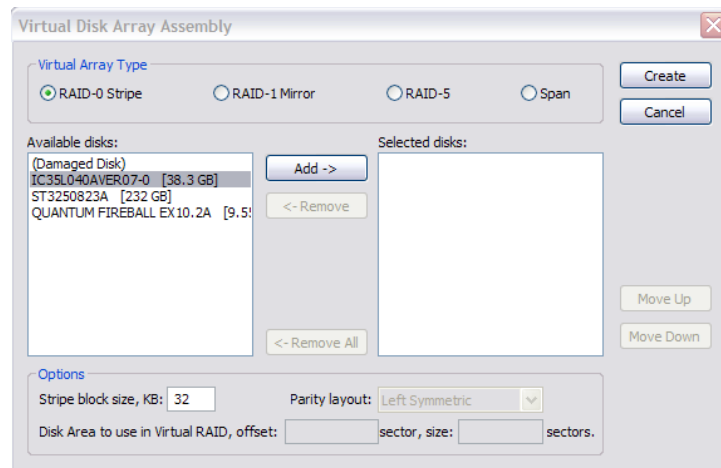 Virtual Disk Array Assembly
Virtual Array Type
RAID-0 Stripe RAID-1 Mirror RAID-5 Span
Create
Cancel
Available disks: Selected disks:
(Damaged Disk)
IC35L040AVER07-0 [38.3 GB]
ST3250823A [232 GB]
QUANTUM FIREBALL EX10.2A [9.5
Add ->
<- Remove
<- Remove All
Move Up
Move Down
Options
Stripe block size, KB: 32 Parity layout: Left Symmetric
Disk Area to use in Virtual RAID, offset: sector, size: sectors.